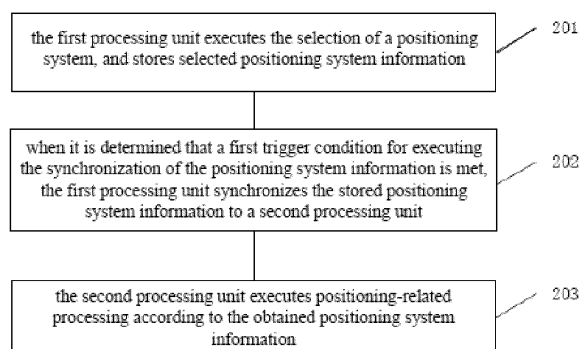 the first processing unit executes the selection of a positioning
system, and stores selected positioning system information
201
when it is determined that a first trigger condition for executing
the synchronization of the positioning system information is met,
the first processing unit synchronizes the stored positioning
system information to a second processing unit
202
the second processing unit executes positioning-related
processing according to the obtained positioning system
information
203